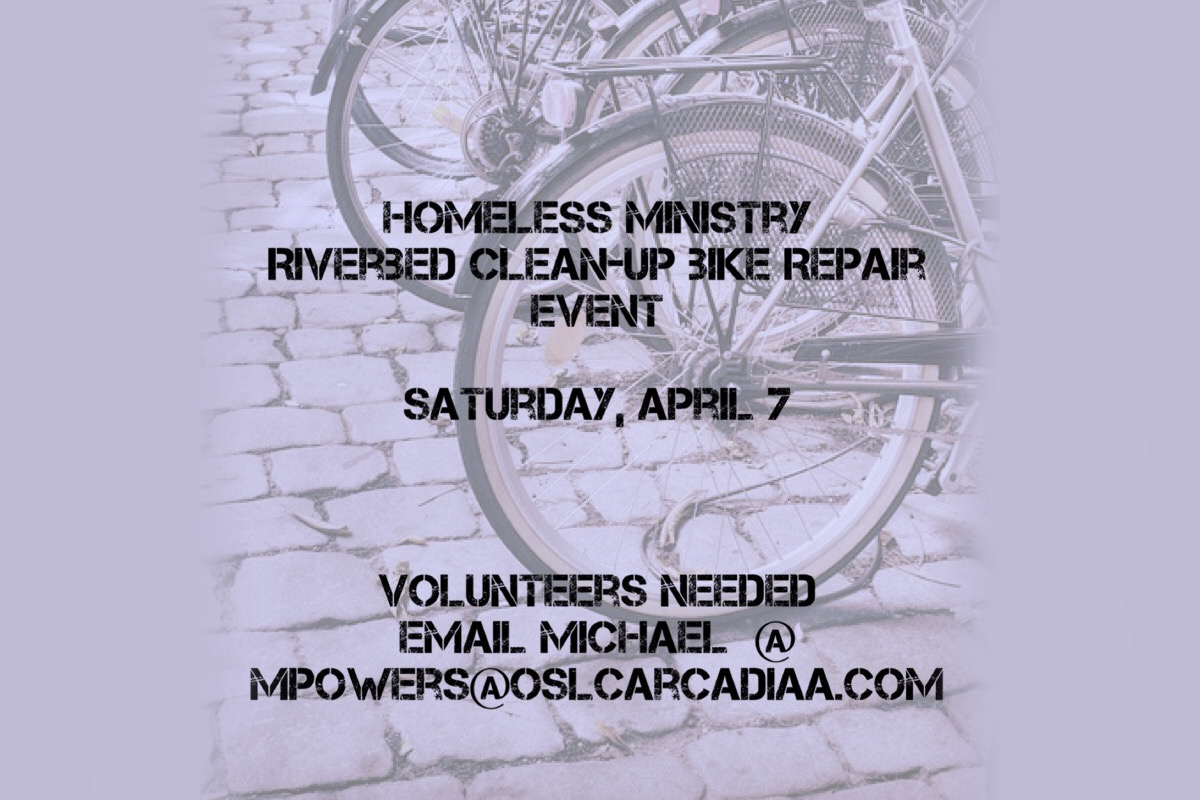 HOMELESS MINISTRY
RIVERBED CLEAN-UP BIKE REPAIR
EVENT
SATURDAY, APRIL 7
VOLUNTEERS NEEDED
EMAIL MICHAEL @
MPOWERS@OSLCARCADIAA.COM